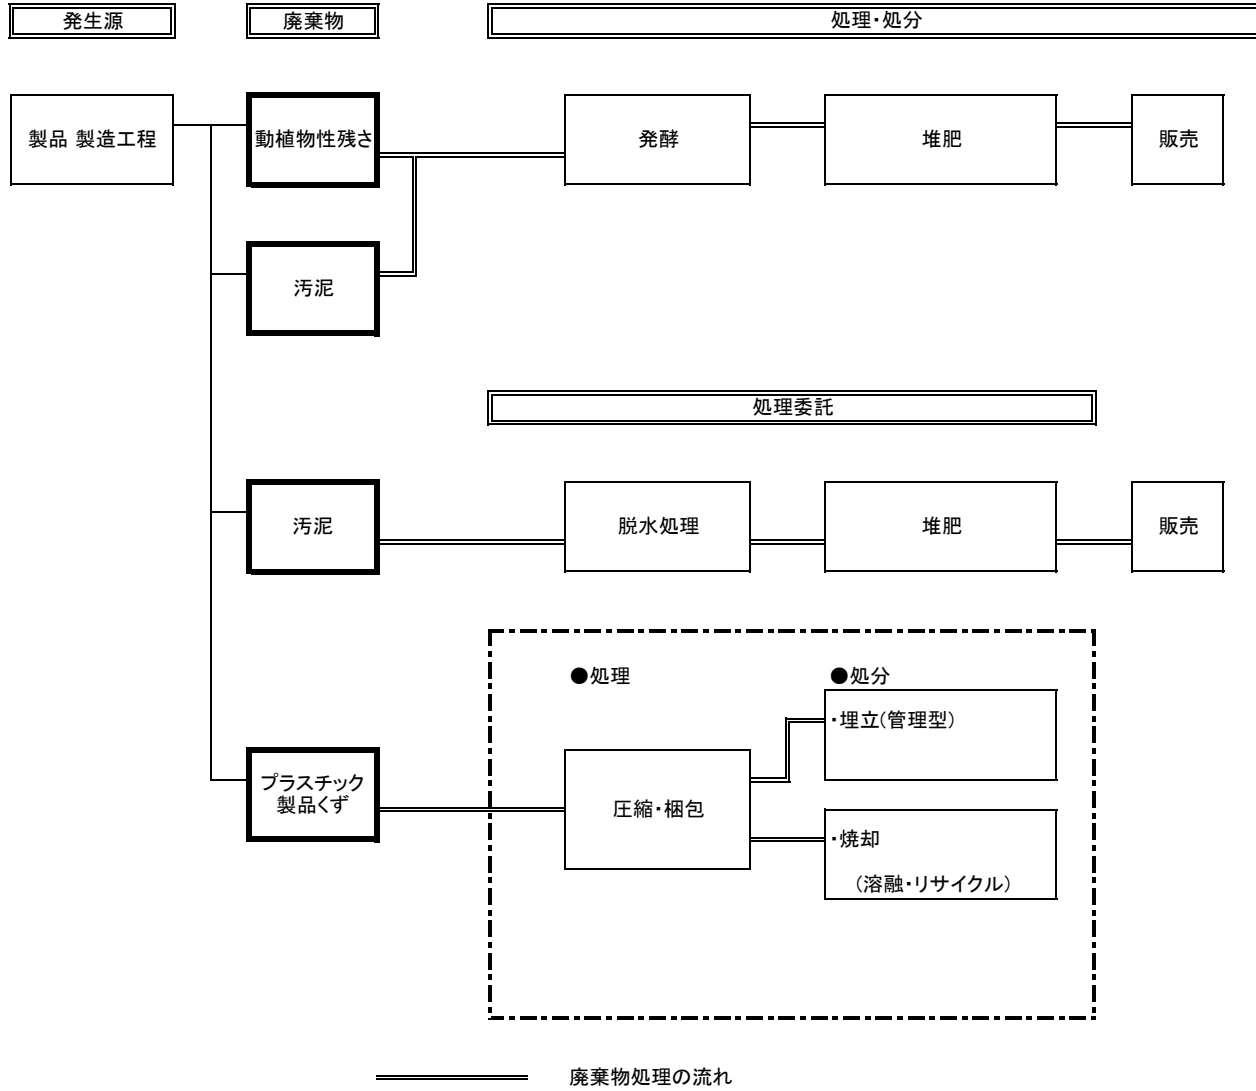 発生源
廃棄物
処理・処分
製品 製造工程
動植物性残さ
発酵
堆肥
販売
汚泥
処理委託
汚泥
脱水処理
堆肥
販売
●処理
●処分
・埋立(管理型)
プラスチック
製品くず
圧縮・梱包
・焼却
(溶融・リサイクル)
廃棄物処理の流れ